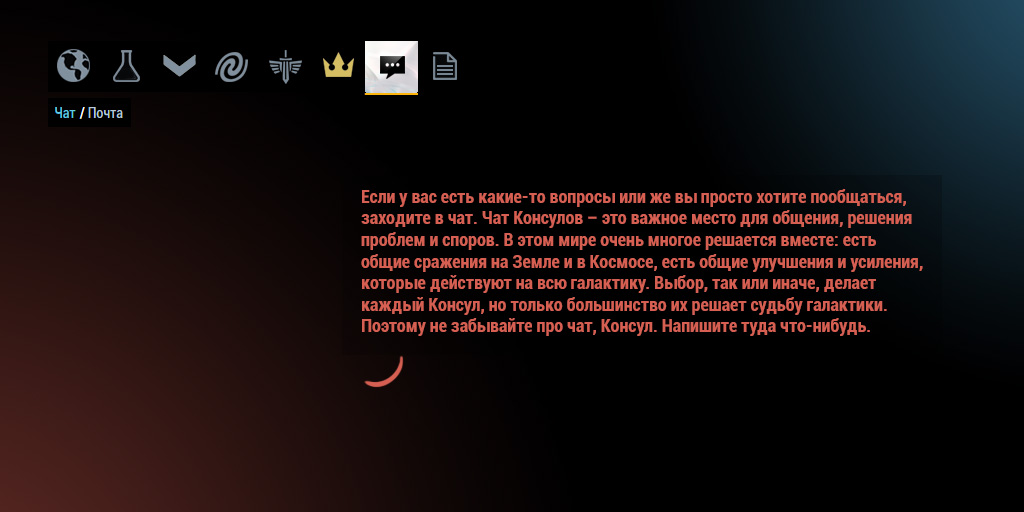 Чат / Почта
Если у вас есть какие-то вопросы или же вы просто хотите пообщаться,
заходите в чат. Чат Консулов – это важное место для общения, решения
проблем и споров. В этом мире очень многое решается вместе: есть
общие сражения на Земле и в Космосе, есть общие улучшения и усиления,
которые действуют на всю галактику. Выбор, так или иначе, делает
каждый Консул, но только большинство их решает судьбу галактики.
Поэтому не забывайте про чат, Консул. Напишите туда что-нибудь.